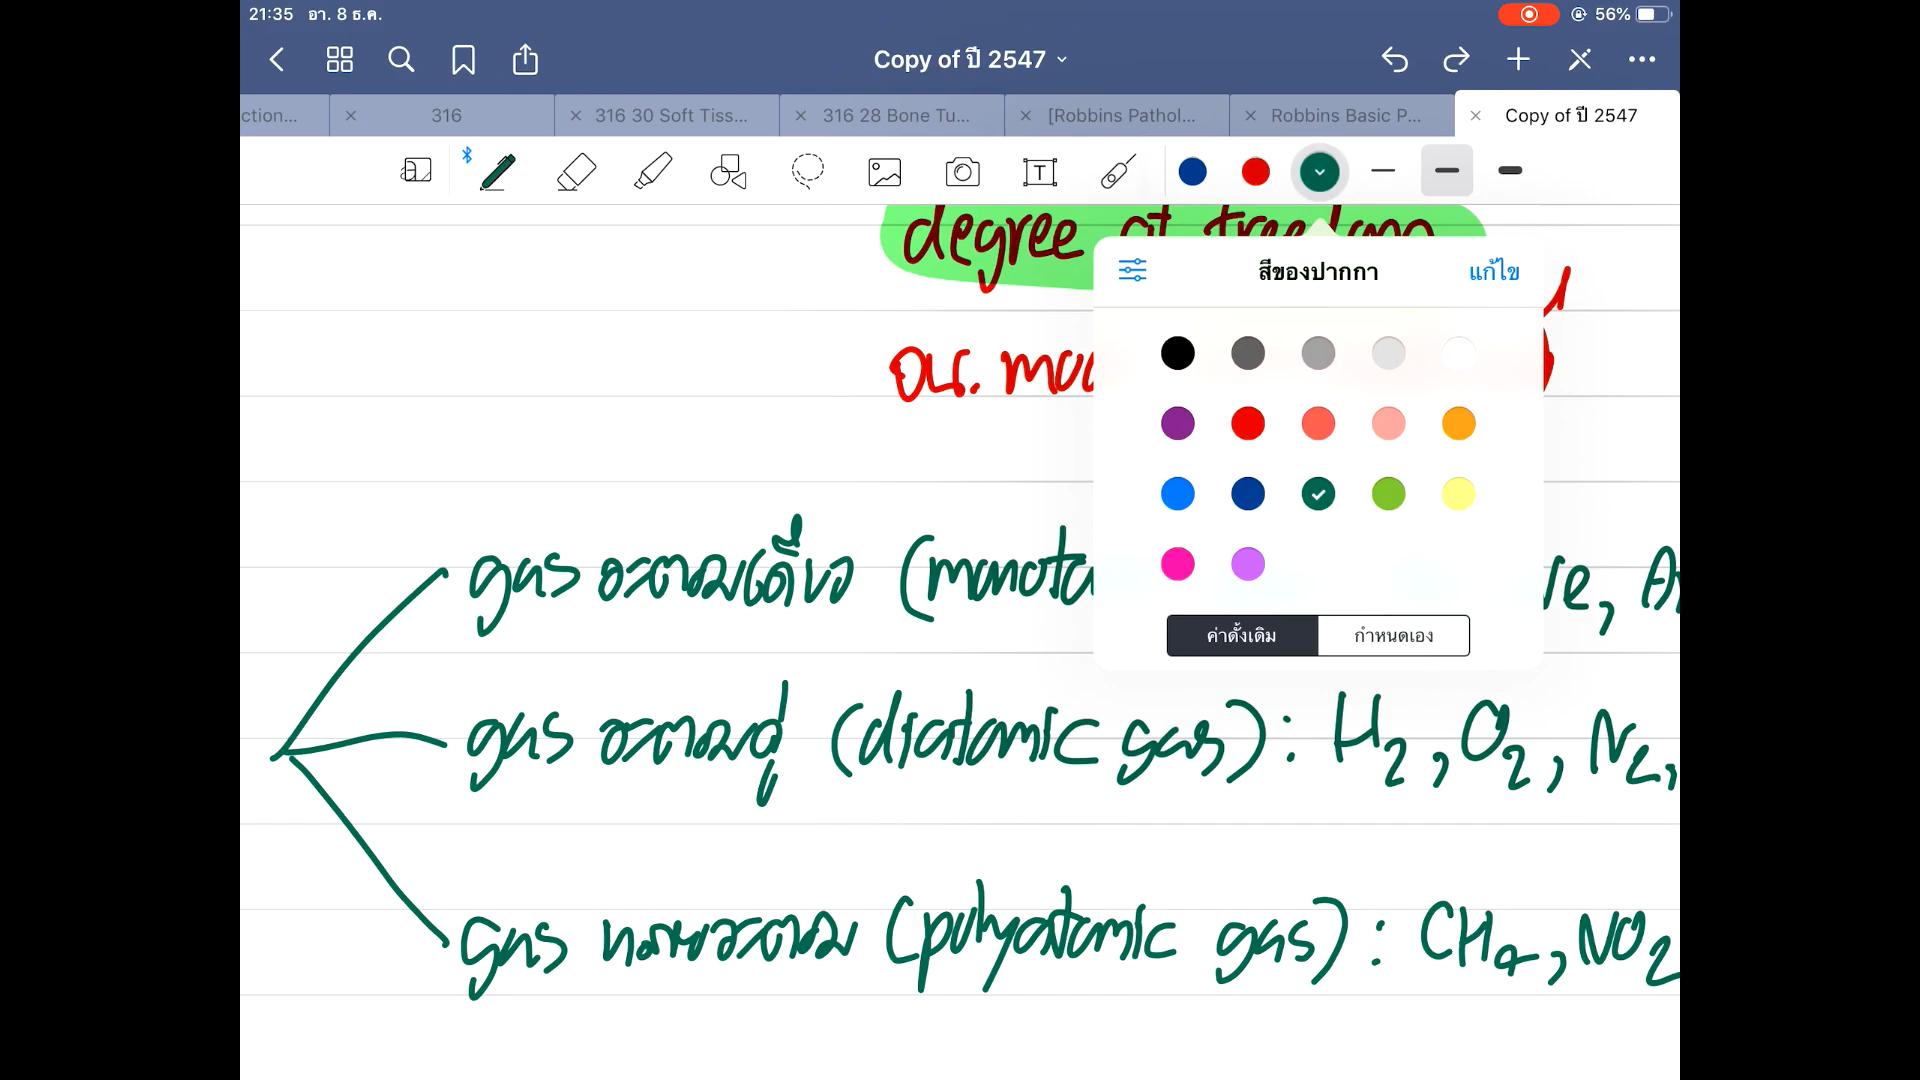 21:35 อา. 8 ธ.ค. 56%
Copy of ปี 2547
ction... 316 316 30 Soft Tiss... 316 28 Bone Tu... [Robbins Pathol... Robbins Basic P... Copy of ปี 2547
T
degree of freedom
สีของปากกา แก้ไข
อน.
ค่าดั้งเดิม กำหนดเอง
gas อะตอมเดี่ยว (monoto
gas อะตอมคู่ (diatomic gas) : H2, O2, N2,
gas หลายอะตอม (polyatomic gas) : CH4, NO2